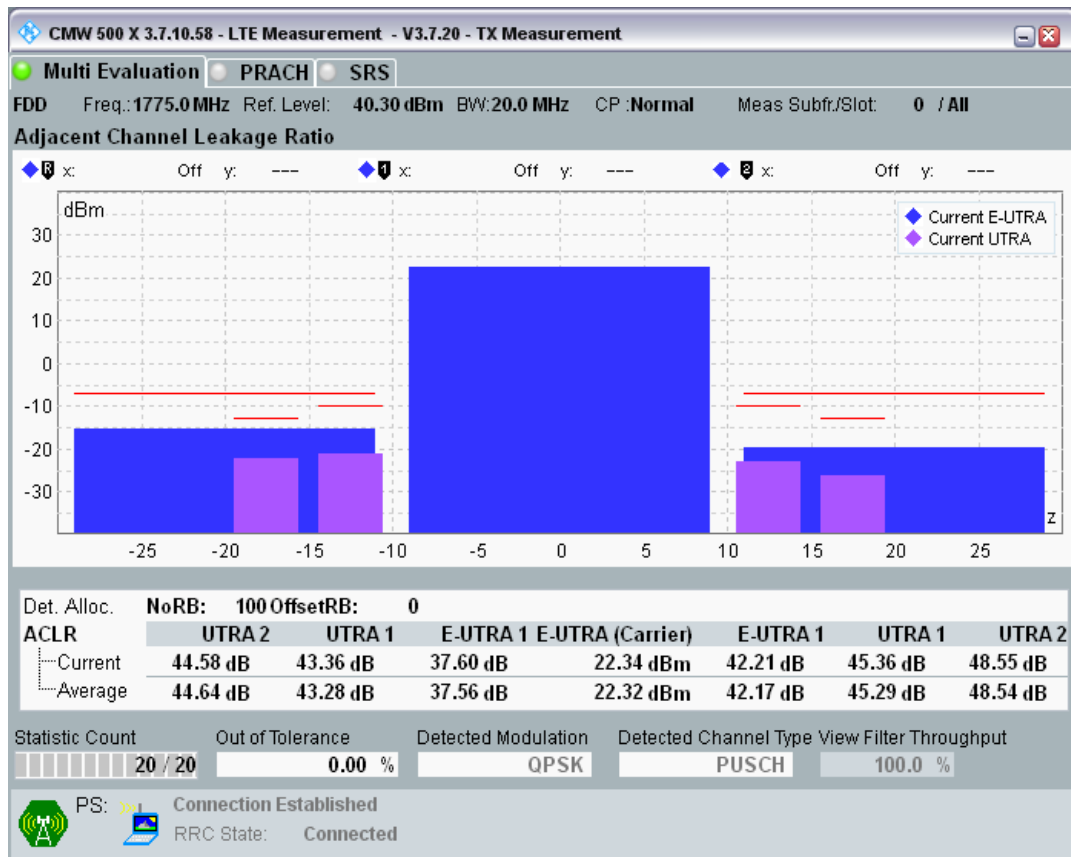 CMW 500 X 3.7.10.58 - LTE Measurement - V3.7.20 - TX Measurement
Multi Evaluation PRACH SRS
FDD Freq.:1775.0 MHz Ref. Level: 40.30 dBm BW:20.0 MHz CP :Normal Meas Subfr./Slot: 0 / All
Adjacent Channel Leakage Ratio
R x: Off y: --- 1 x: Off y: --- 2 x: Off y: ---
dBm
Current E-UTRA
Current UTRA
30
20
10
0
-10
-20
-30
z
-25 -20 -15 -10 -5 0 5 10 15 20 25
Det. Alloc. NoRB: 100 OffsetRB: 0
ACLR UTRA 2 UTRA 1 E-UTRA 1 E-UTRA (Carrier) E-UTRA 1 UTRA 1 UTRA 2
Current 44.58 dB 43.36 dB 37.60 dB 22.34 dBm 42.21 dB 45.36 dB 48.55 dB
Average 44.64 dB 43.28 dB 37.56 dB 22.32 dBm 42.17 dB 45.29 dB 48.54 dB
Statistic Count Out of Tolerance Detected Modulation Detected Channel Type View Filter Throughput
20 / 20 0.00 % QPSK PUSCH 100.0 %
PS: Connection Established
RRC State: Connected